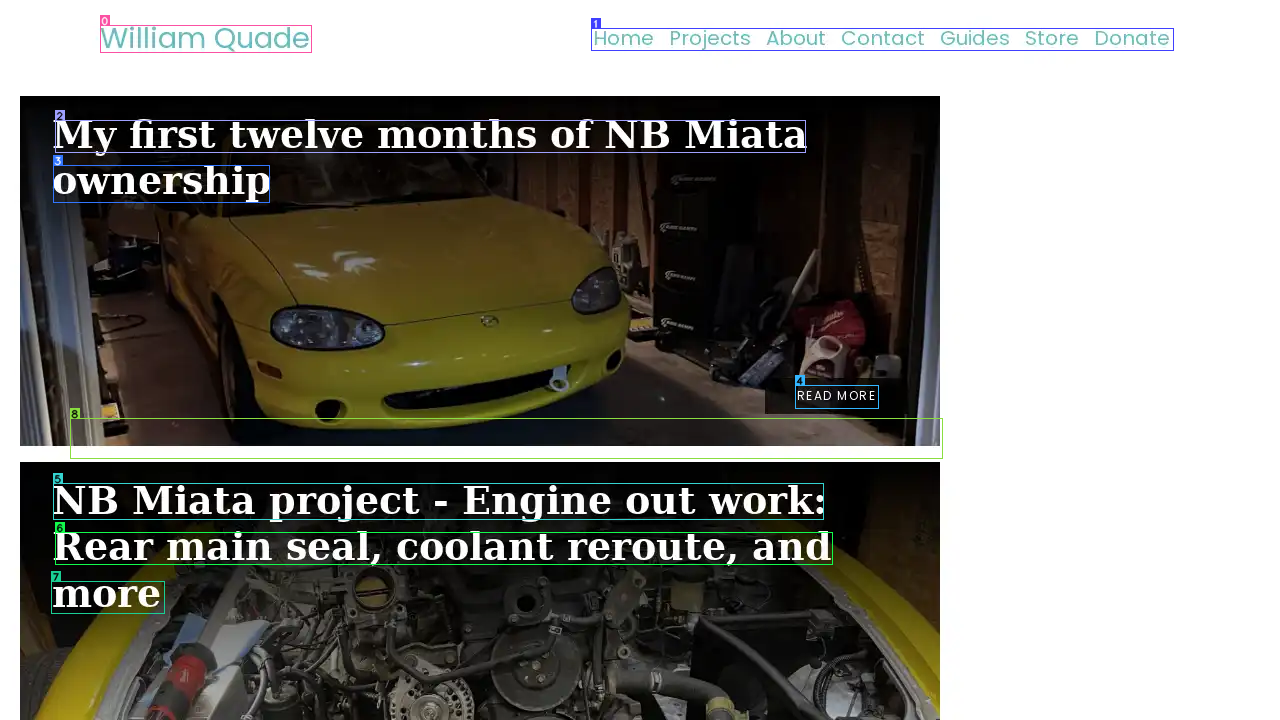 William Quade
Home Projects About Contact Guides Store Donate
My first twelve months of NB Miata
ownership
READ MORE
NB Miata project - Engine out work:
Rear main seal, coolant reroute, and
more